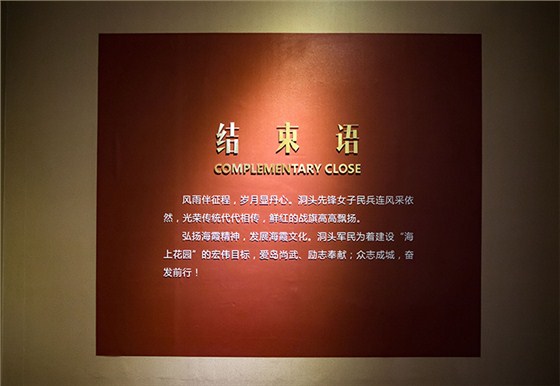 结束语
COMPLEMENTARY CLOSE
风雨伴征程，岁月显丹心。洞头先锋女子民兵连风采依
然，光荣传统代代相传，鲜红的战旗高高飘扬。
弘扬海霞精神，发展海霞文化。洞头军民为着建设“海
上花园”的宏伟目标，爱岛尚武、励志奉献；众志成城，奋
发前行！